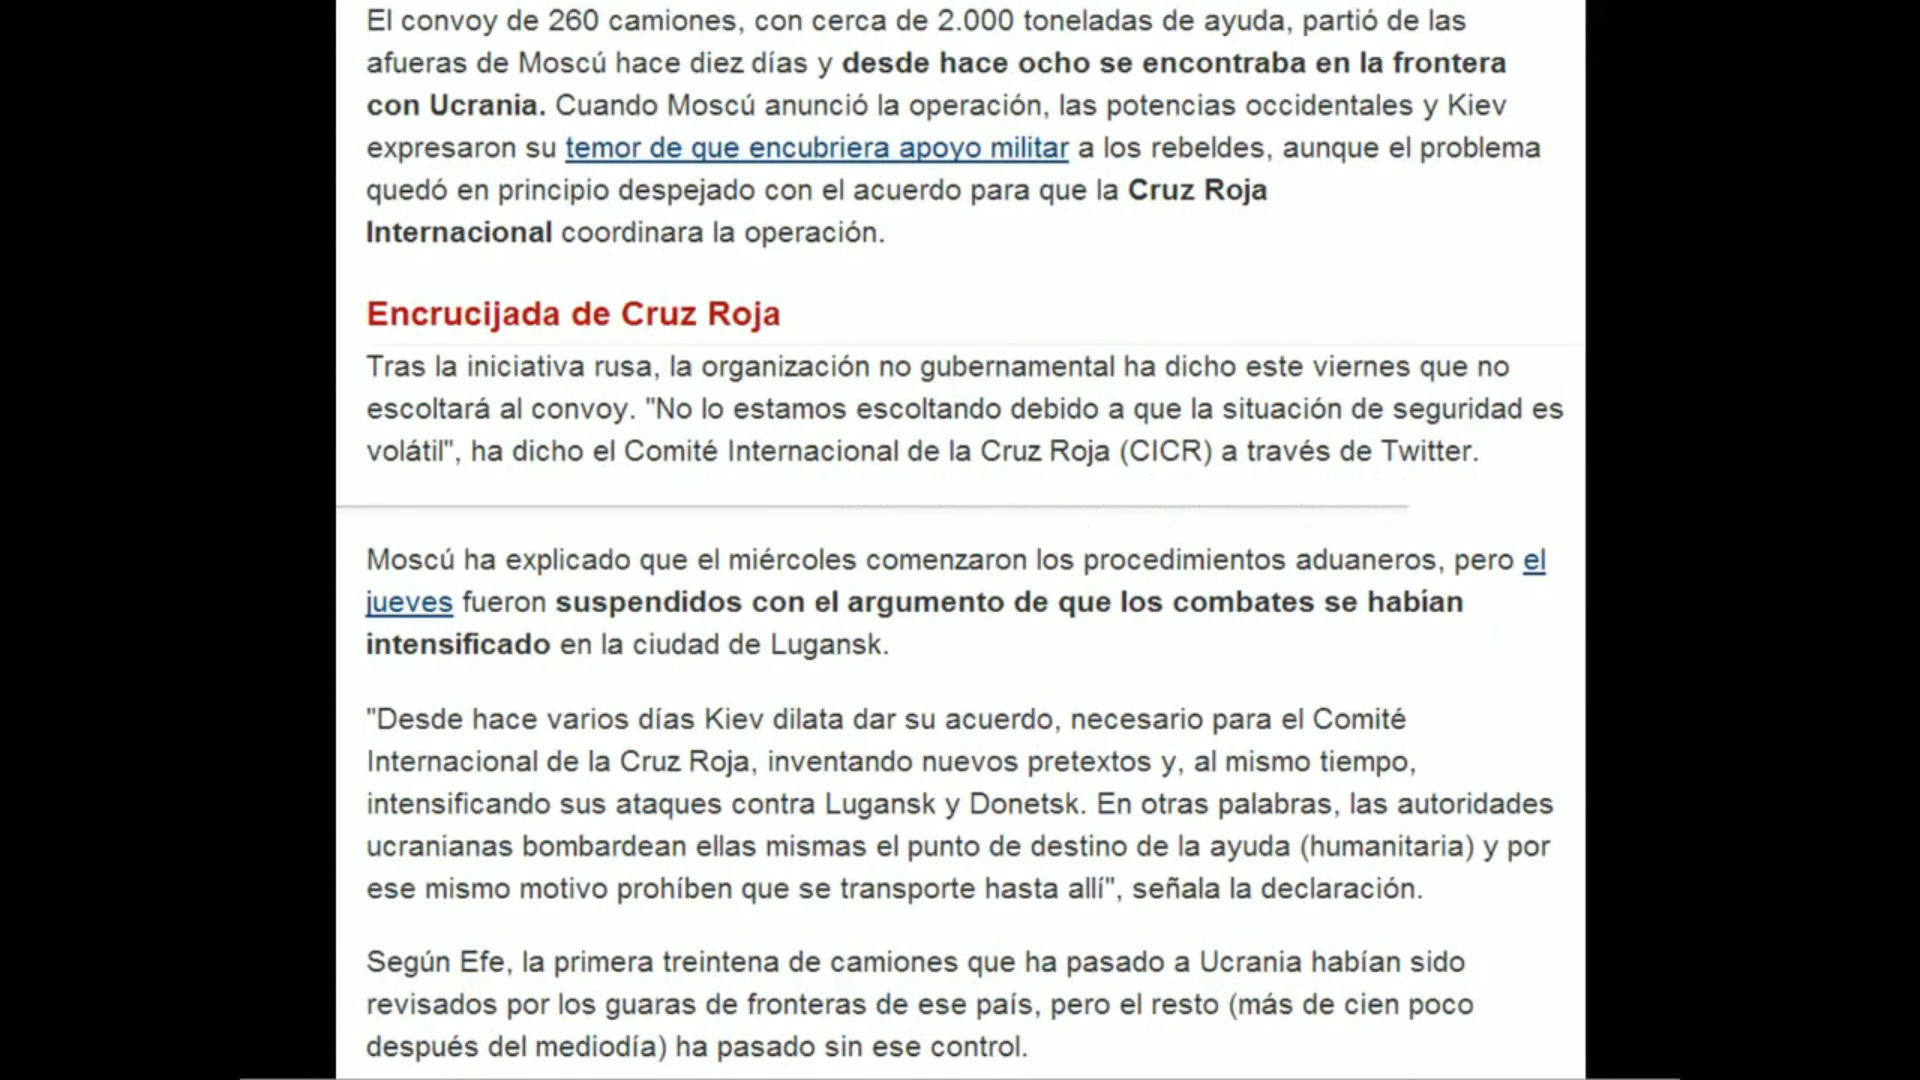 El convoy de 260 camiones, con cerca de 2.000 toneladas de ayuda, partió de las
afueras de Moscú hace diez días y desde hace ocho se encontraba en la frontera
con Ucrania. Cuando Moscú anunció la operación, las potencias occidentales y Kiev
expresaron su temor de que encubriera apoyo militar a los rebeldes, aunque el problema
quedó en principio despejado con el acuerdo para que la Cruz Roja
Internacional coordinara la operación.
Encrucijada de Cruz Roja
Tras la iniciativa rusa, la organización no gubernamental ha dicho este viernes que no
escoltará al convoy. "No lo estamos escoltando debido a que la situación de seguridad es
volátil", ha dicho el Comité Internacional de la Cruz Roja (CICR) a través de Twitter.
Moscú ha explicado que el miércoles comenzaron los procedimientos aduaneros, pero el
jueves fueron suspendidos con el argumento de que los combates se habían
intensificado en la ciudad de Lugansk.
"Desde hace varios días Kiev dilata dar su acuerdo, necesario para el Comité
Internacional de la Cruz Roja, inventando nuevos pretextos y, al mismo tiempo,
intensificando sus ataques contra Lugansk y Donetsk. En otras palabras, las autoridades
ucranianas bombardean ellas mismas el punto de destino de la ayuda (humanitaria) y por
ese mismo motivo prohíben que se transporte hasta allí", señala la declaración.
Según Efe, la primera treintena de camiones que ha pasado a Ucrania habían sido
revisados por los guaras de fronteras de ese país, pero el resto (más de cien poco
después del mediodía) ha pasado sin ese control.